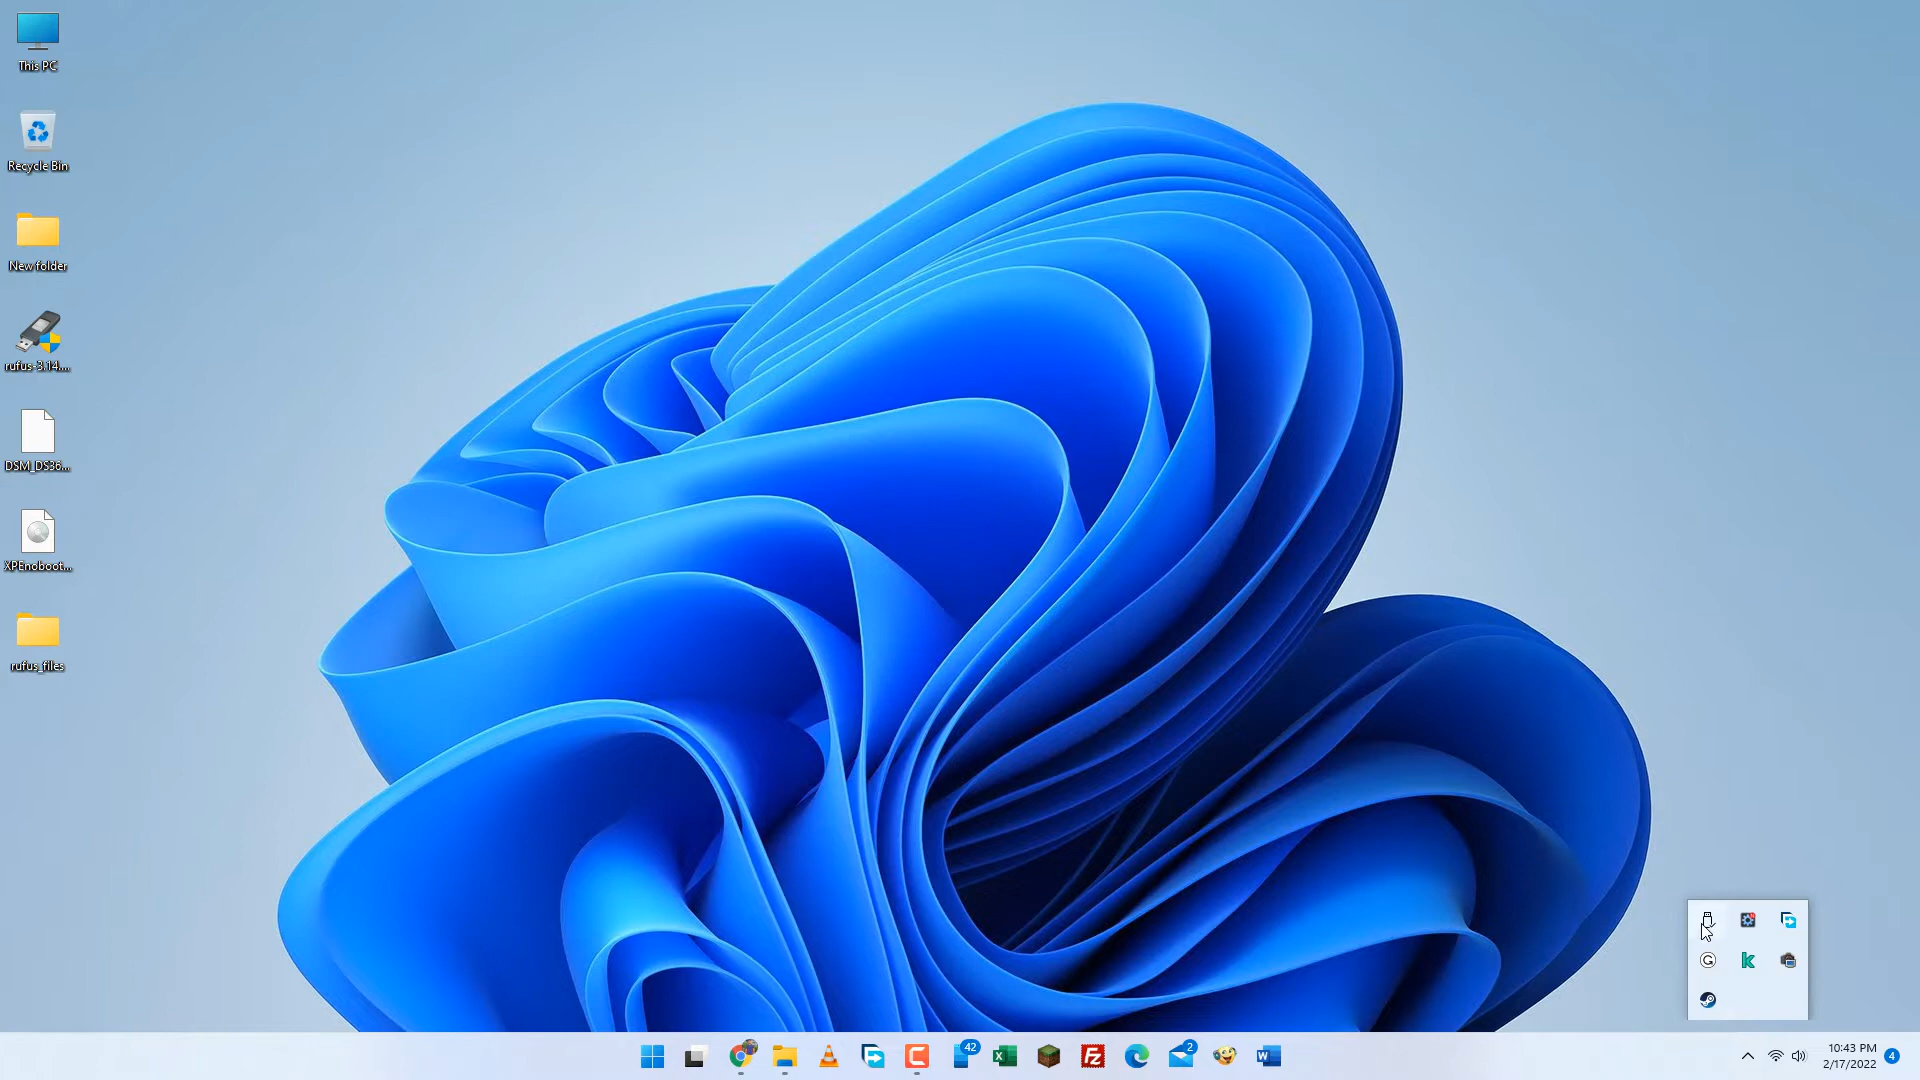 This PC
Recycle Bin
New folder
rufus-3.14....
DSM_DS36...
XPEnoboot...
rufus_files
42
2
10:43 PM
2/17/2022
4